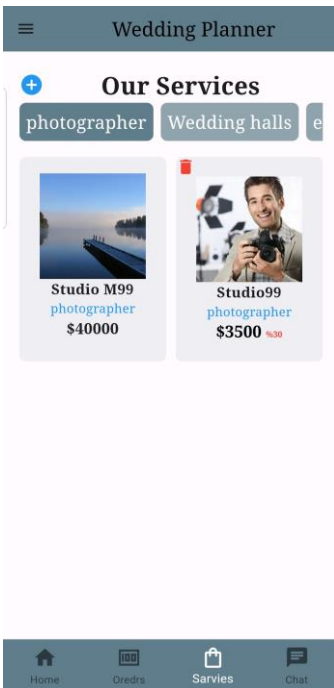 Wedding Planner
Our Services
photographer
Wedding halls
e
Studio M99
photographer
$40000
Studio99
photographer
$3500 %30
Home
Oredrs
Sarvies
Chat